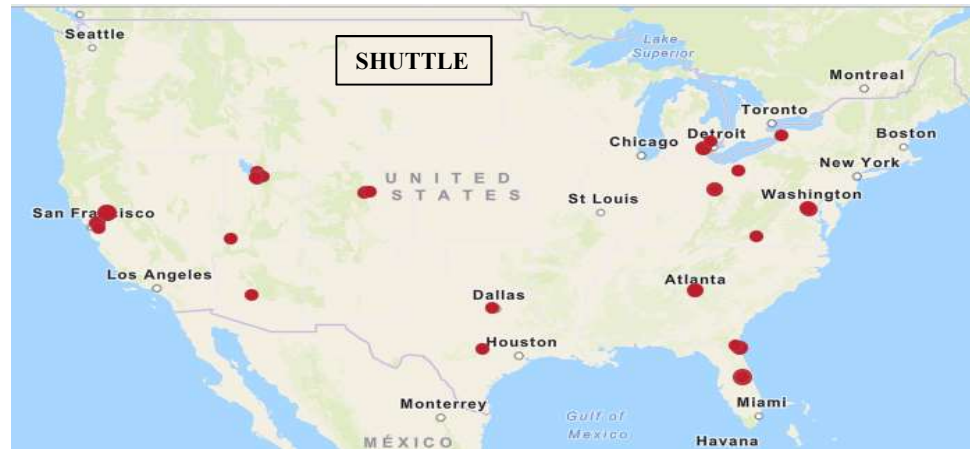 Seattle
SHUTTLE
Lake
Superior
Montreal
Toronto
Chicago
Detroit
Boston
New York
UNITED
STATES
St Louis
Washington
San Francisco
Los Angeles
Atlanta
Dallas
Houston
Monterrey
Gulf of
Mexico
Miami
MÉXICO
Havana